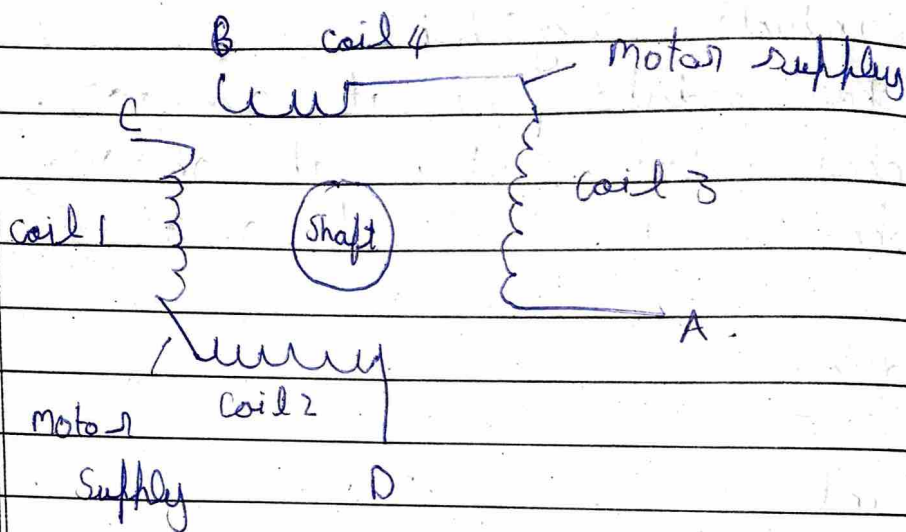 B coil 4
Motor supply
C
coil 3
coil 1
Shaft
A.
coil 2
Motor
Supply
D